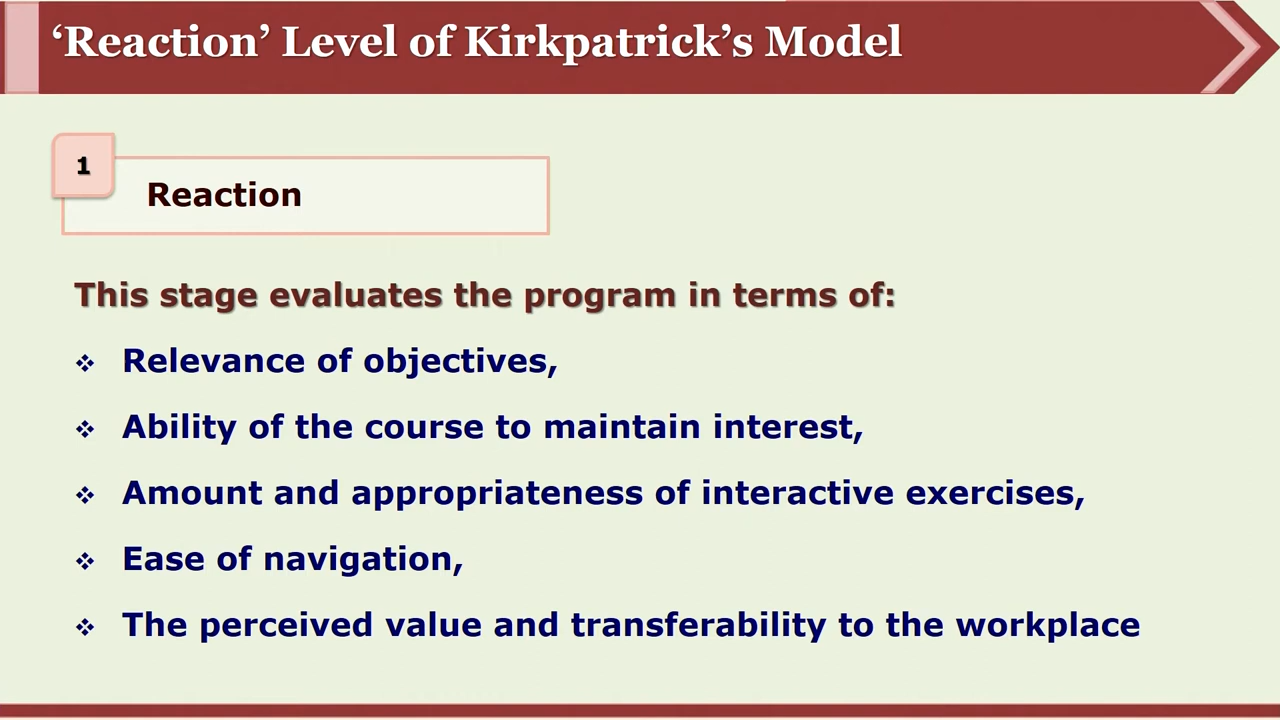 ‘Reaction’ Level of Kirkpatrick’s Model
1
Reaction
This stage evaluates the program in terms of:
❖ Relevance of objectives,
❖ Ability of the course to maintain interest,
❖ Amount and appropriateness of interactive exercises,
❖ Ease of navigation,
❖ The perceived value and transferability to the workplace